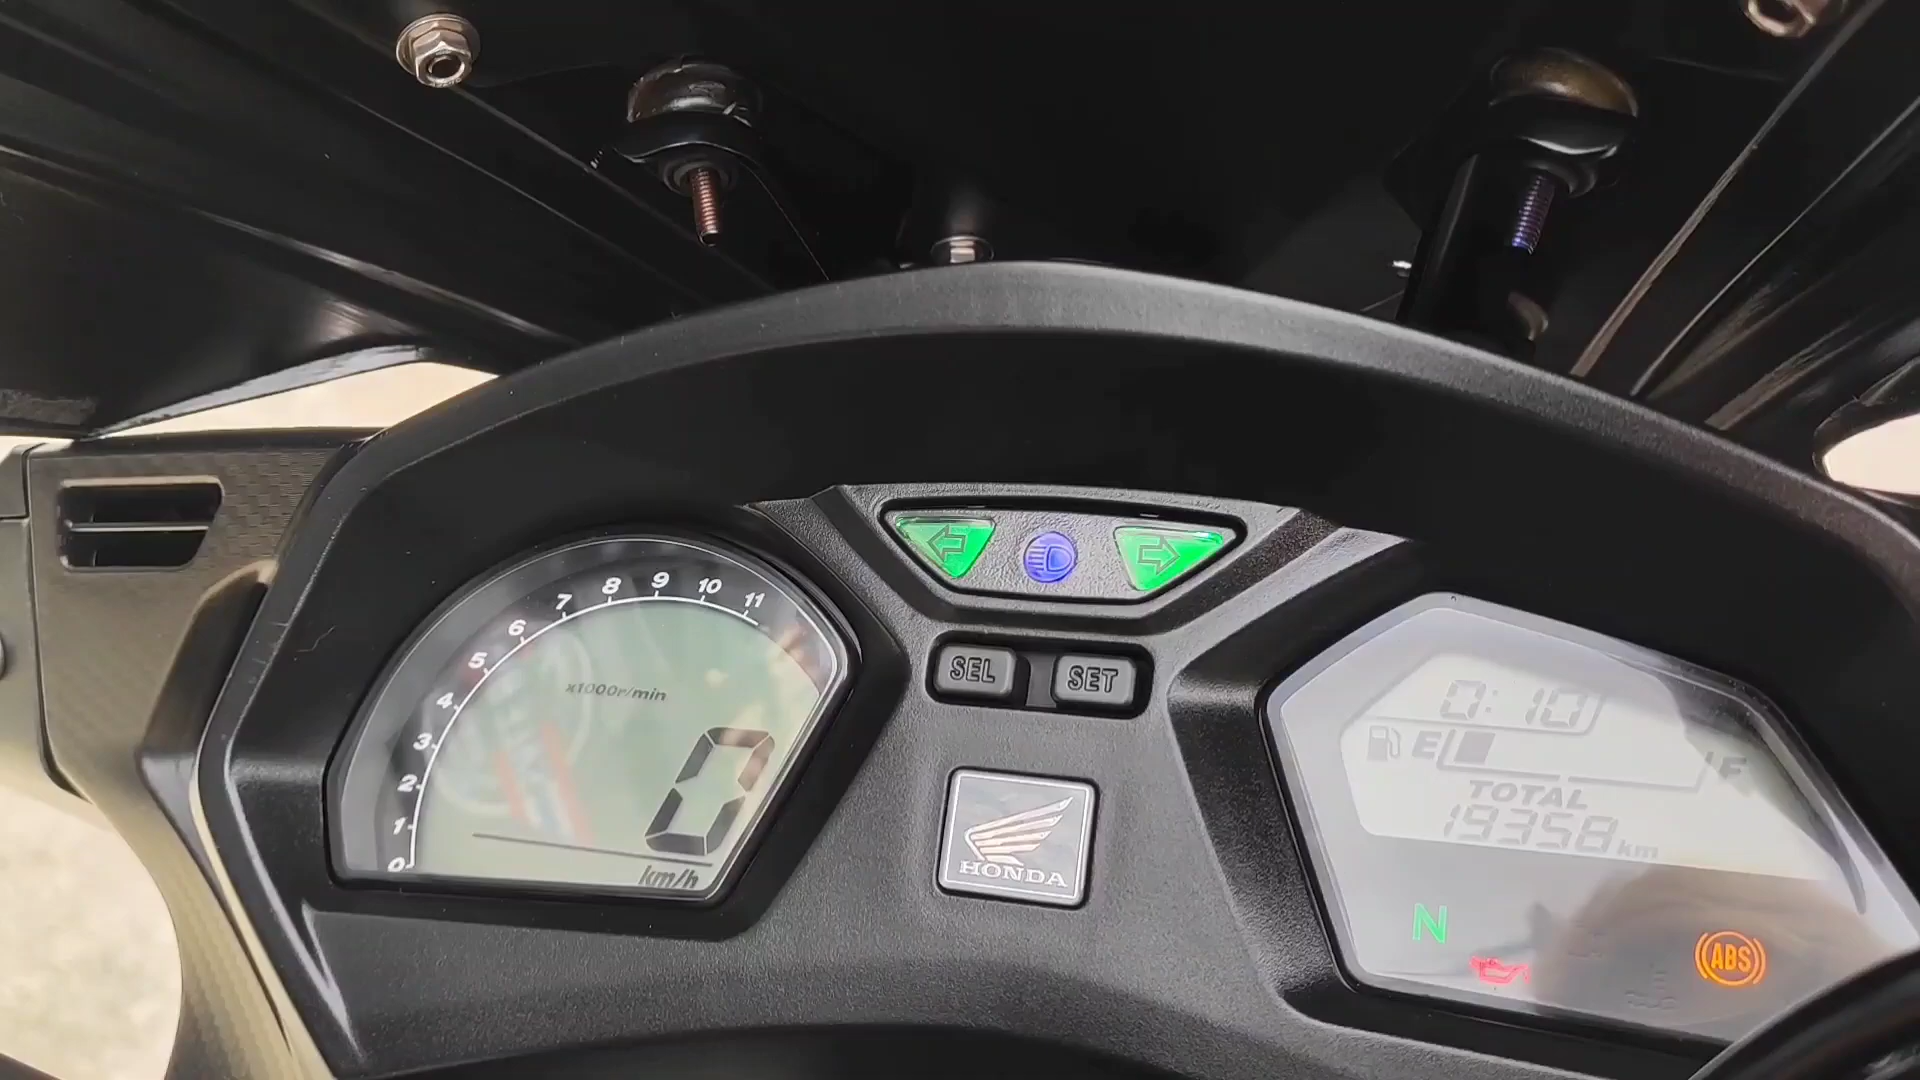 0 1 2 3 4 5 6 7 8 9 10 11
x1000r/min
0
km/h
SEL SET
HONDA
0:10
E F
TOTAL
19358 km
N
ABS